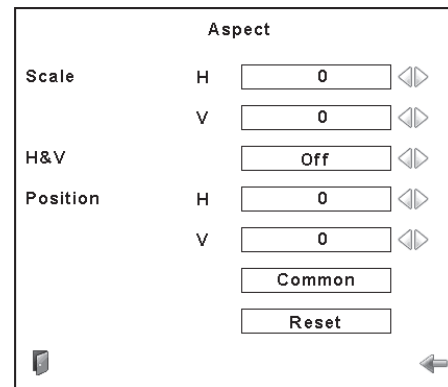 Aspect
Scale H 0
V 0
H&V Off
Position H 0
V 0
Common
Reset